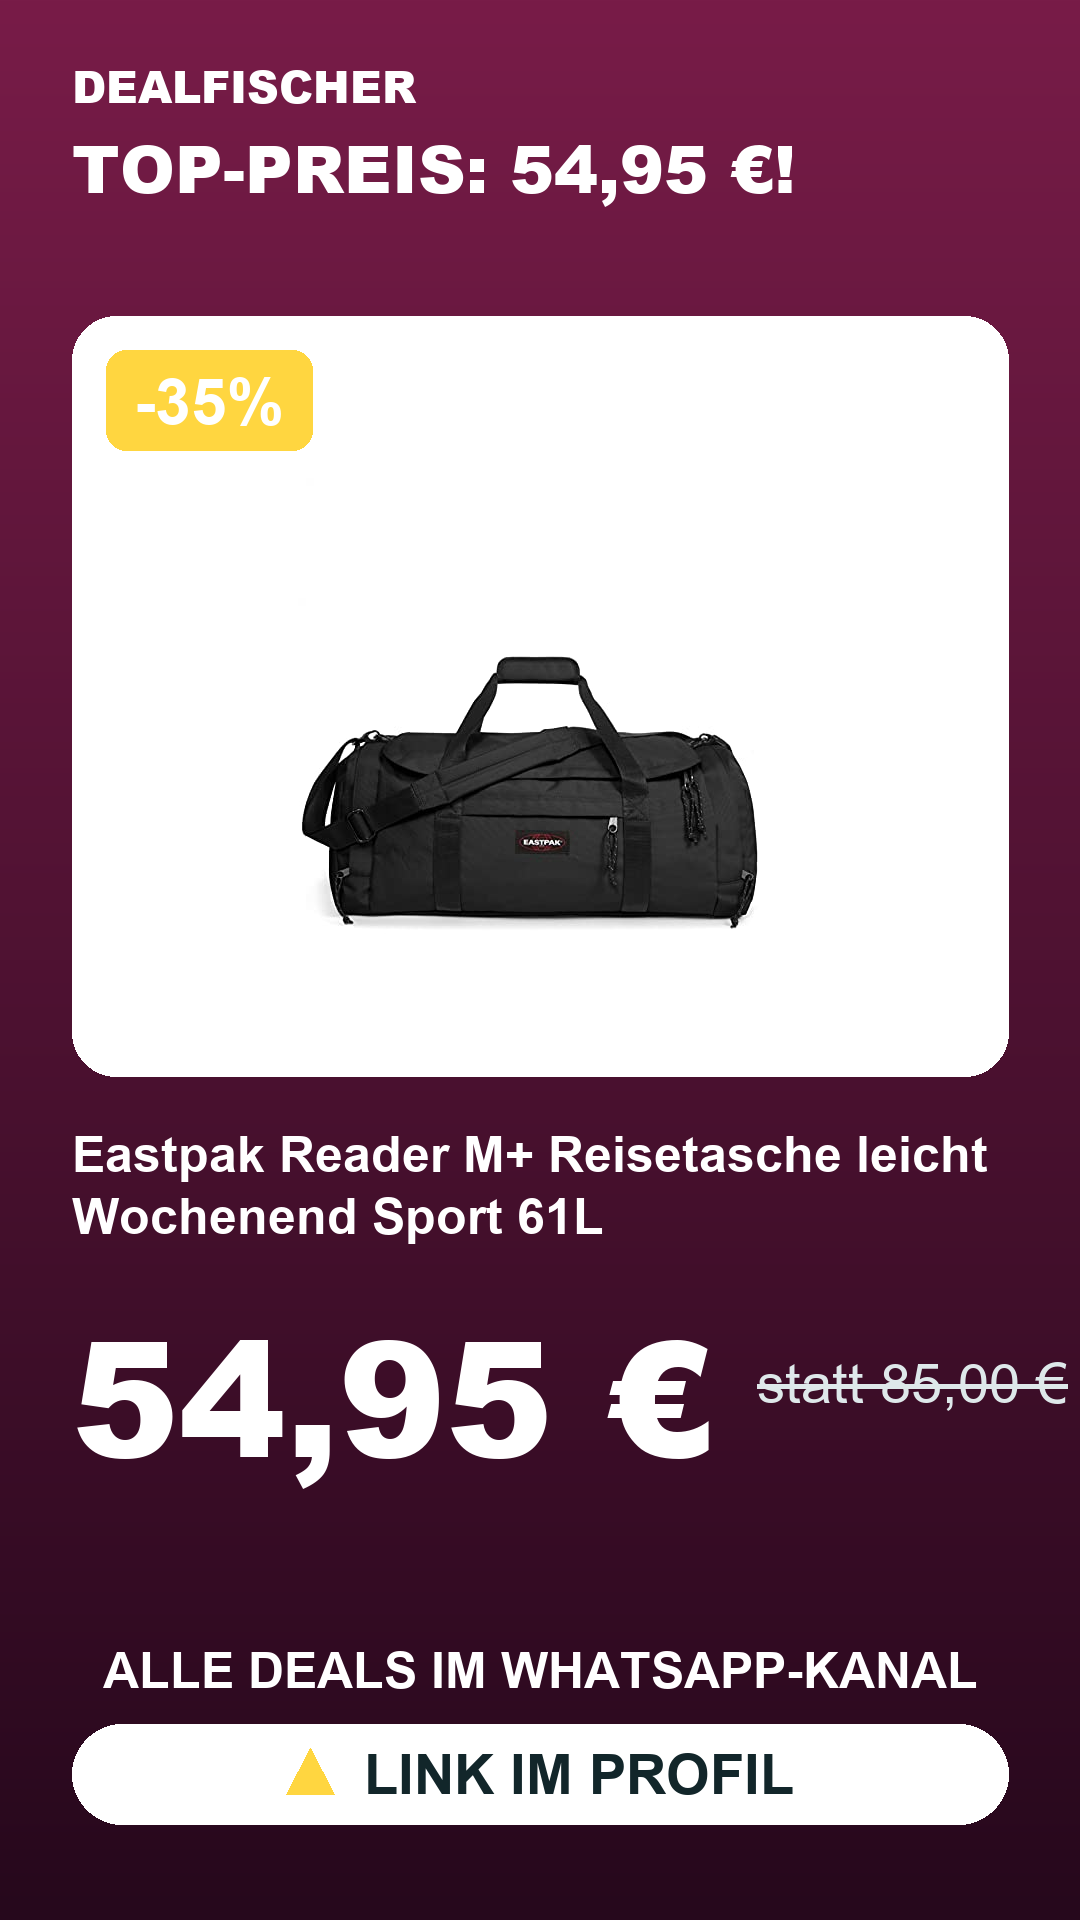 DEALFISCHER
TOP-PREIS: 54,95 €!
-35%
EASTPAK
Eastpak Reader M+ Reisetasche leicht
Wochenend Sport 61L
54,95 € statt 85,00 €
ALLE DEALS IM WHATSAPP-KANAL
LINK IM PROFIL